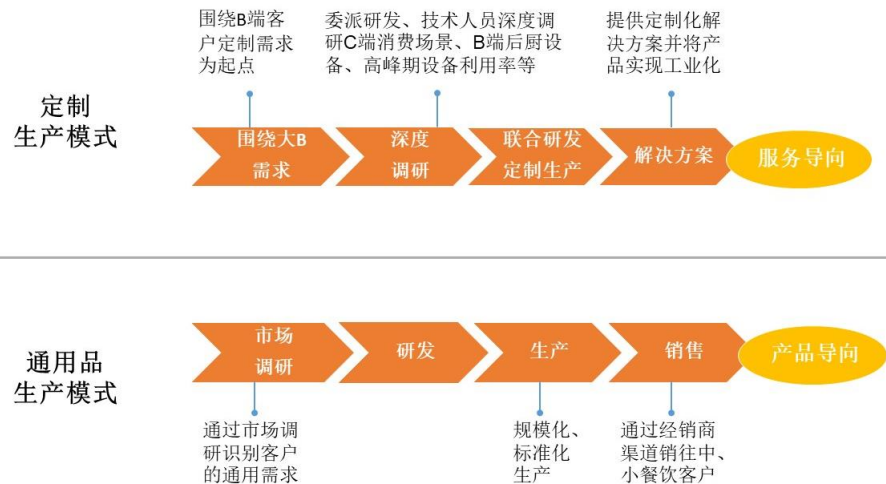 围绕B端客
户定制需求
为起点
委派研发、技术人员深度调
研C端消费场景、B端后厨设
备、高峰期设备利用率等
提供定制化解
决方案并将产
品实现工业化
定制
生产模式
围绕大B
需求
深度
调研
联合研发
定制生产
解决方案
服务导向
通用品
生产模式
市场
调研
研发
生产
销售
产品导向
通过市场调
研识别客户
的通用需求
规模化、
标准化
生产
通过经销商
渠道销往中、
小餐饮客户